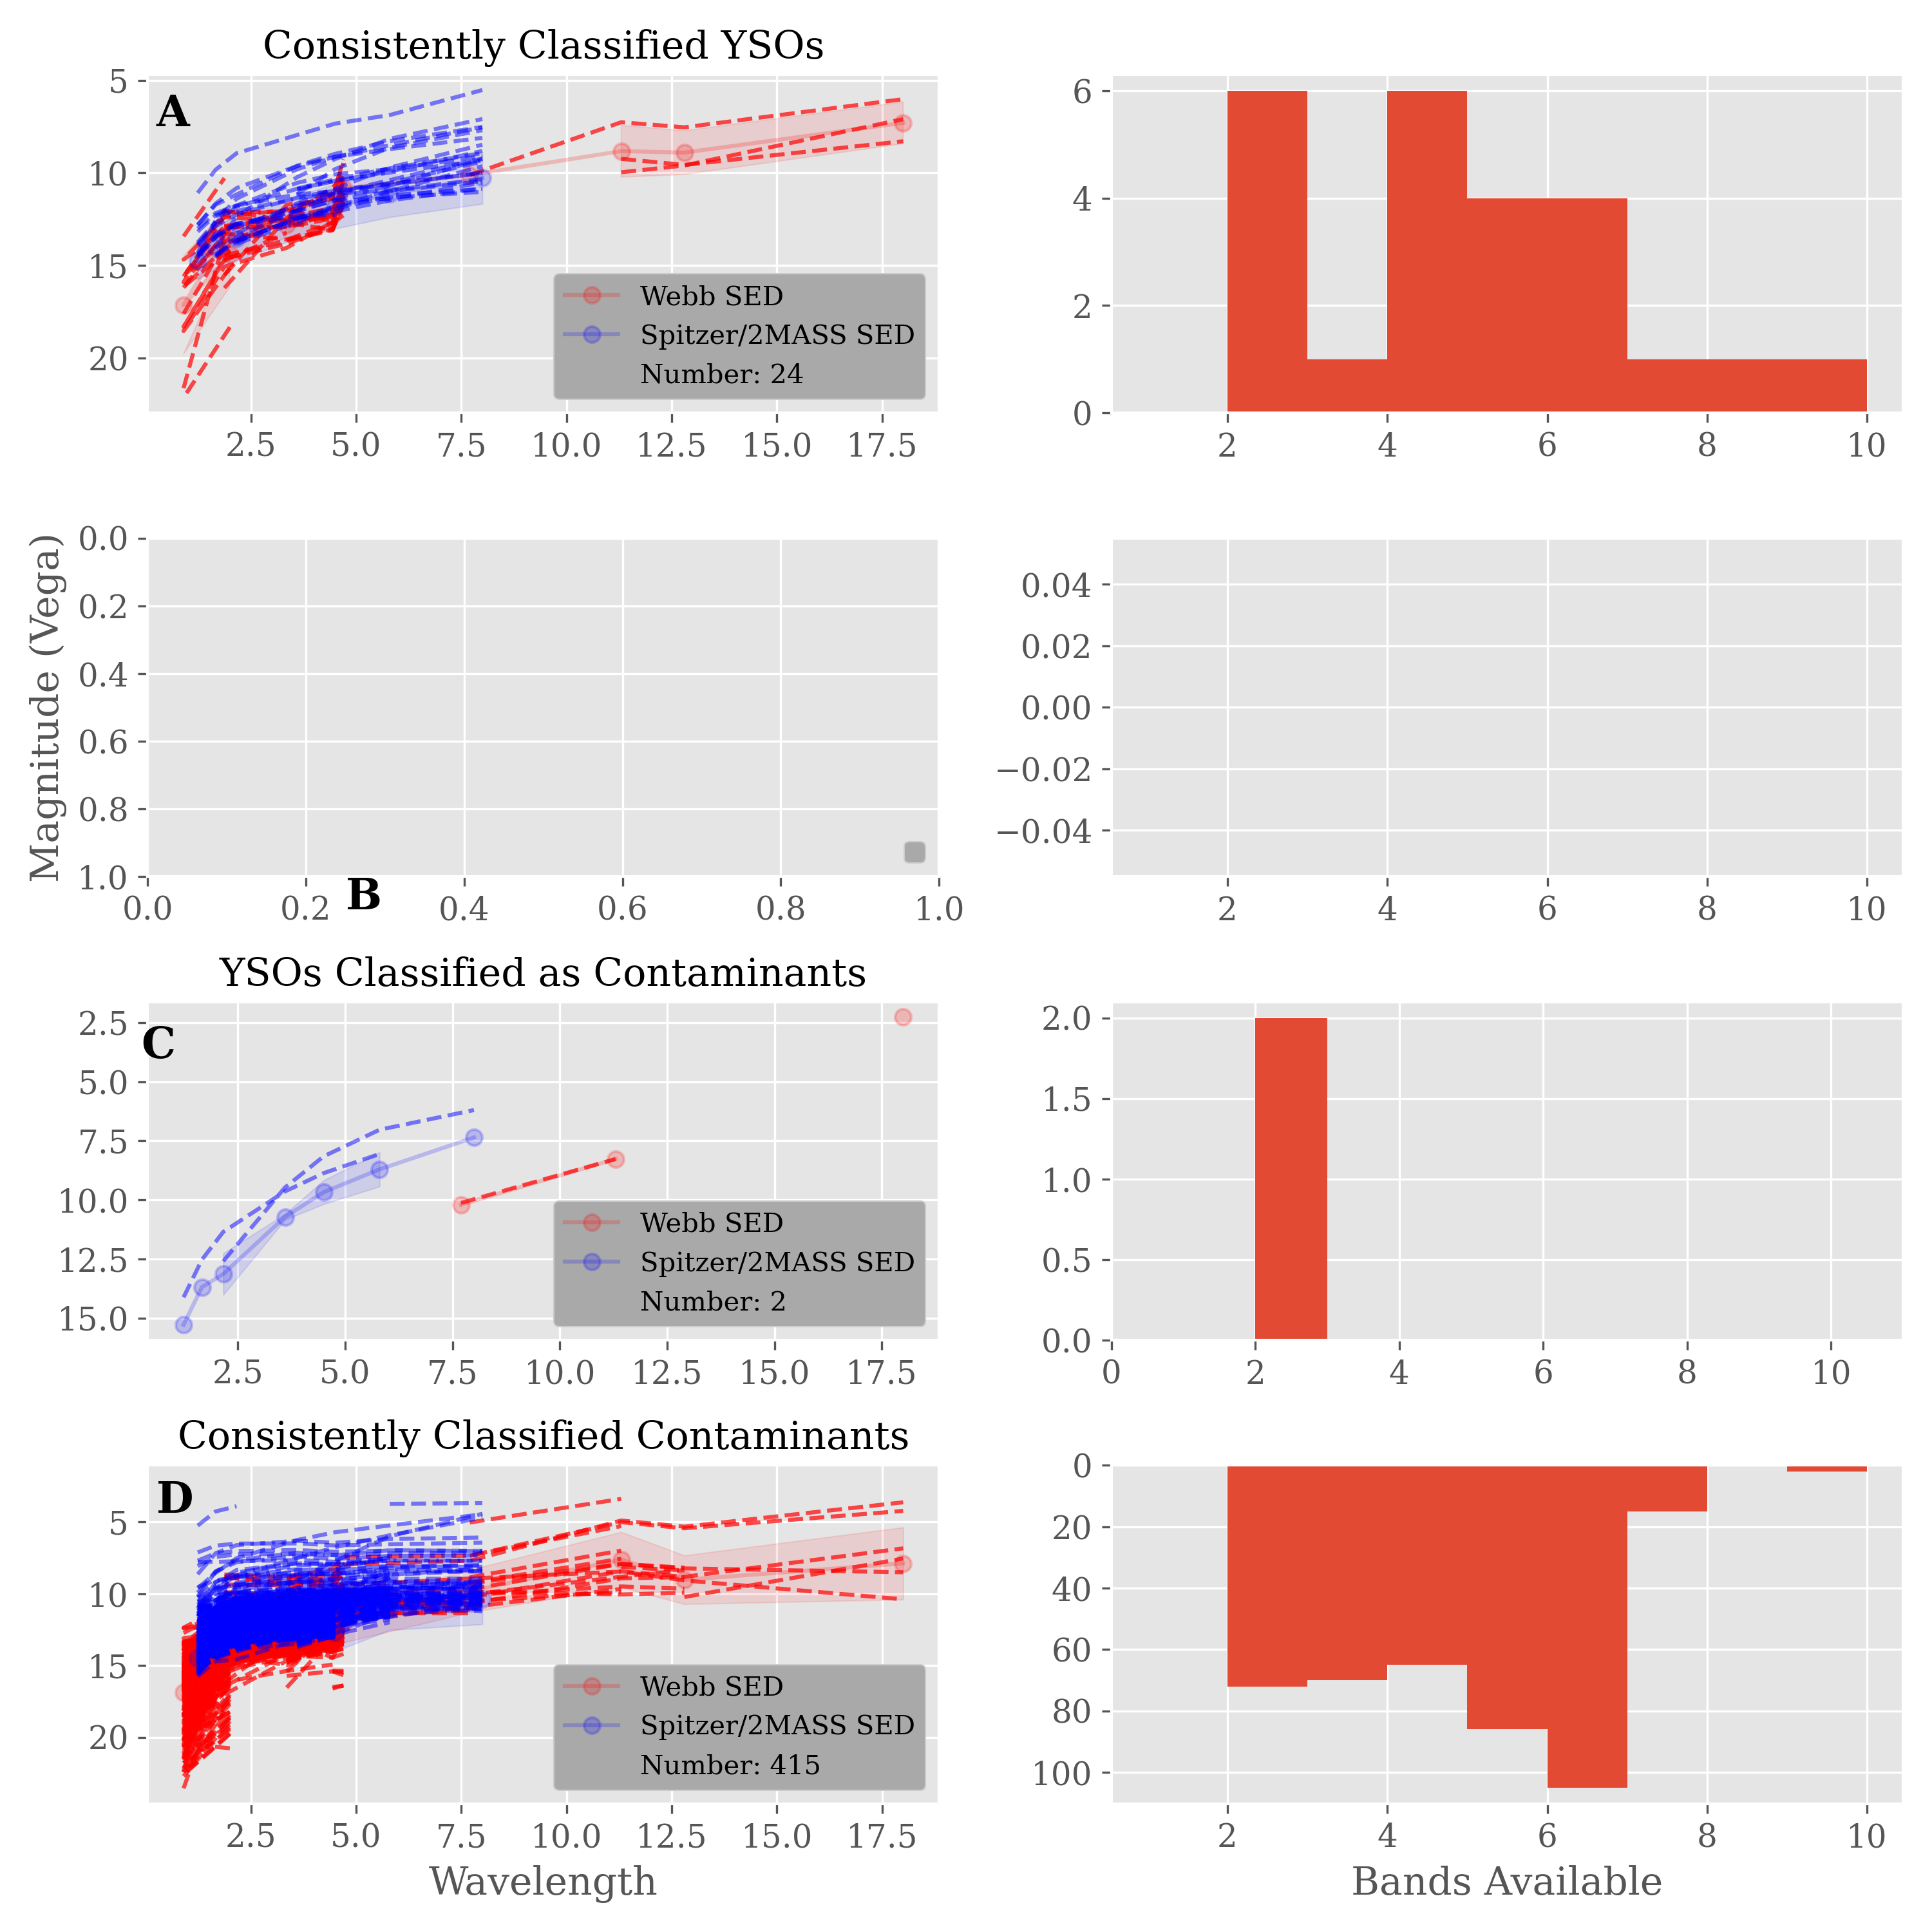 Consistently Classified YSOs
A
5
10
15
20
Webb SED
Spitzer/2MASS SED
Number: 24
2.5 5.0 7.5 10.0 12.5 15.0 17.5
6
4
2
0
2 4 6 8 10
Magnitude (Vega)
0.0
0.2
0.4
0.6
0.8
1.0
0.0 0.2 B 0.4 0.6 0.8 1.0
0.04
0.02
0.00
−0.02
−0.04
2 4 6 8 10
YSOs Classified as Contaminants
C
2.5
5.0
7.5
10.0
12.5
15.0
Webb SED
Spitzer/2MASS SED
Number: 2
2.5 5.0 7.5 10.0 12.5 15.0 17.5
2.0
1.5
1.0
0.5
0.0
0 2 4 6 8 10
Consistently Classified Contaminants
D
5
10
15
20
Webb SED
Spitzer/2MASS SED
Number: 415
2.5 5.0 7.5 10.0 12.5 15.0 17.5
Wavelength
0
20
40
60
80
100
2 4 6 8 10
Bands Available